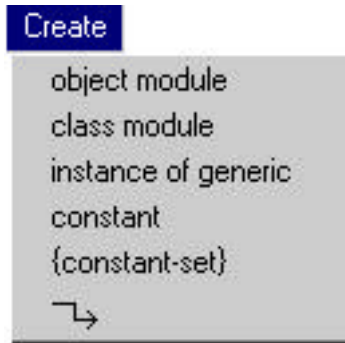 Create
object module
class module
instance of generic
constant
{constant-set}